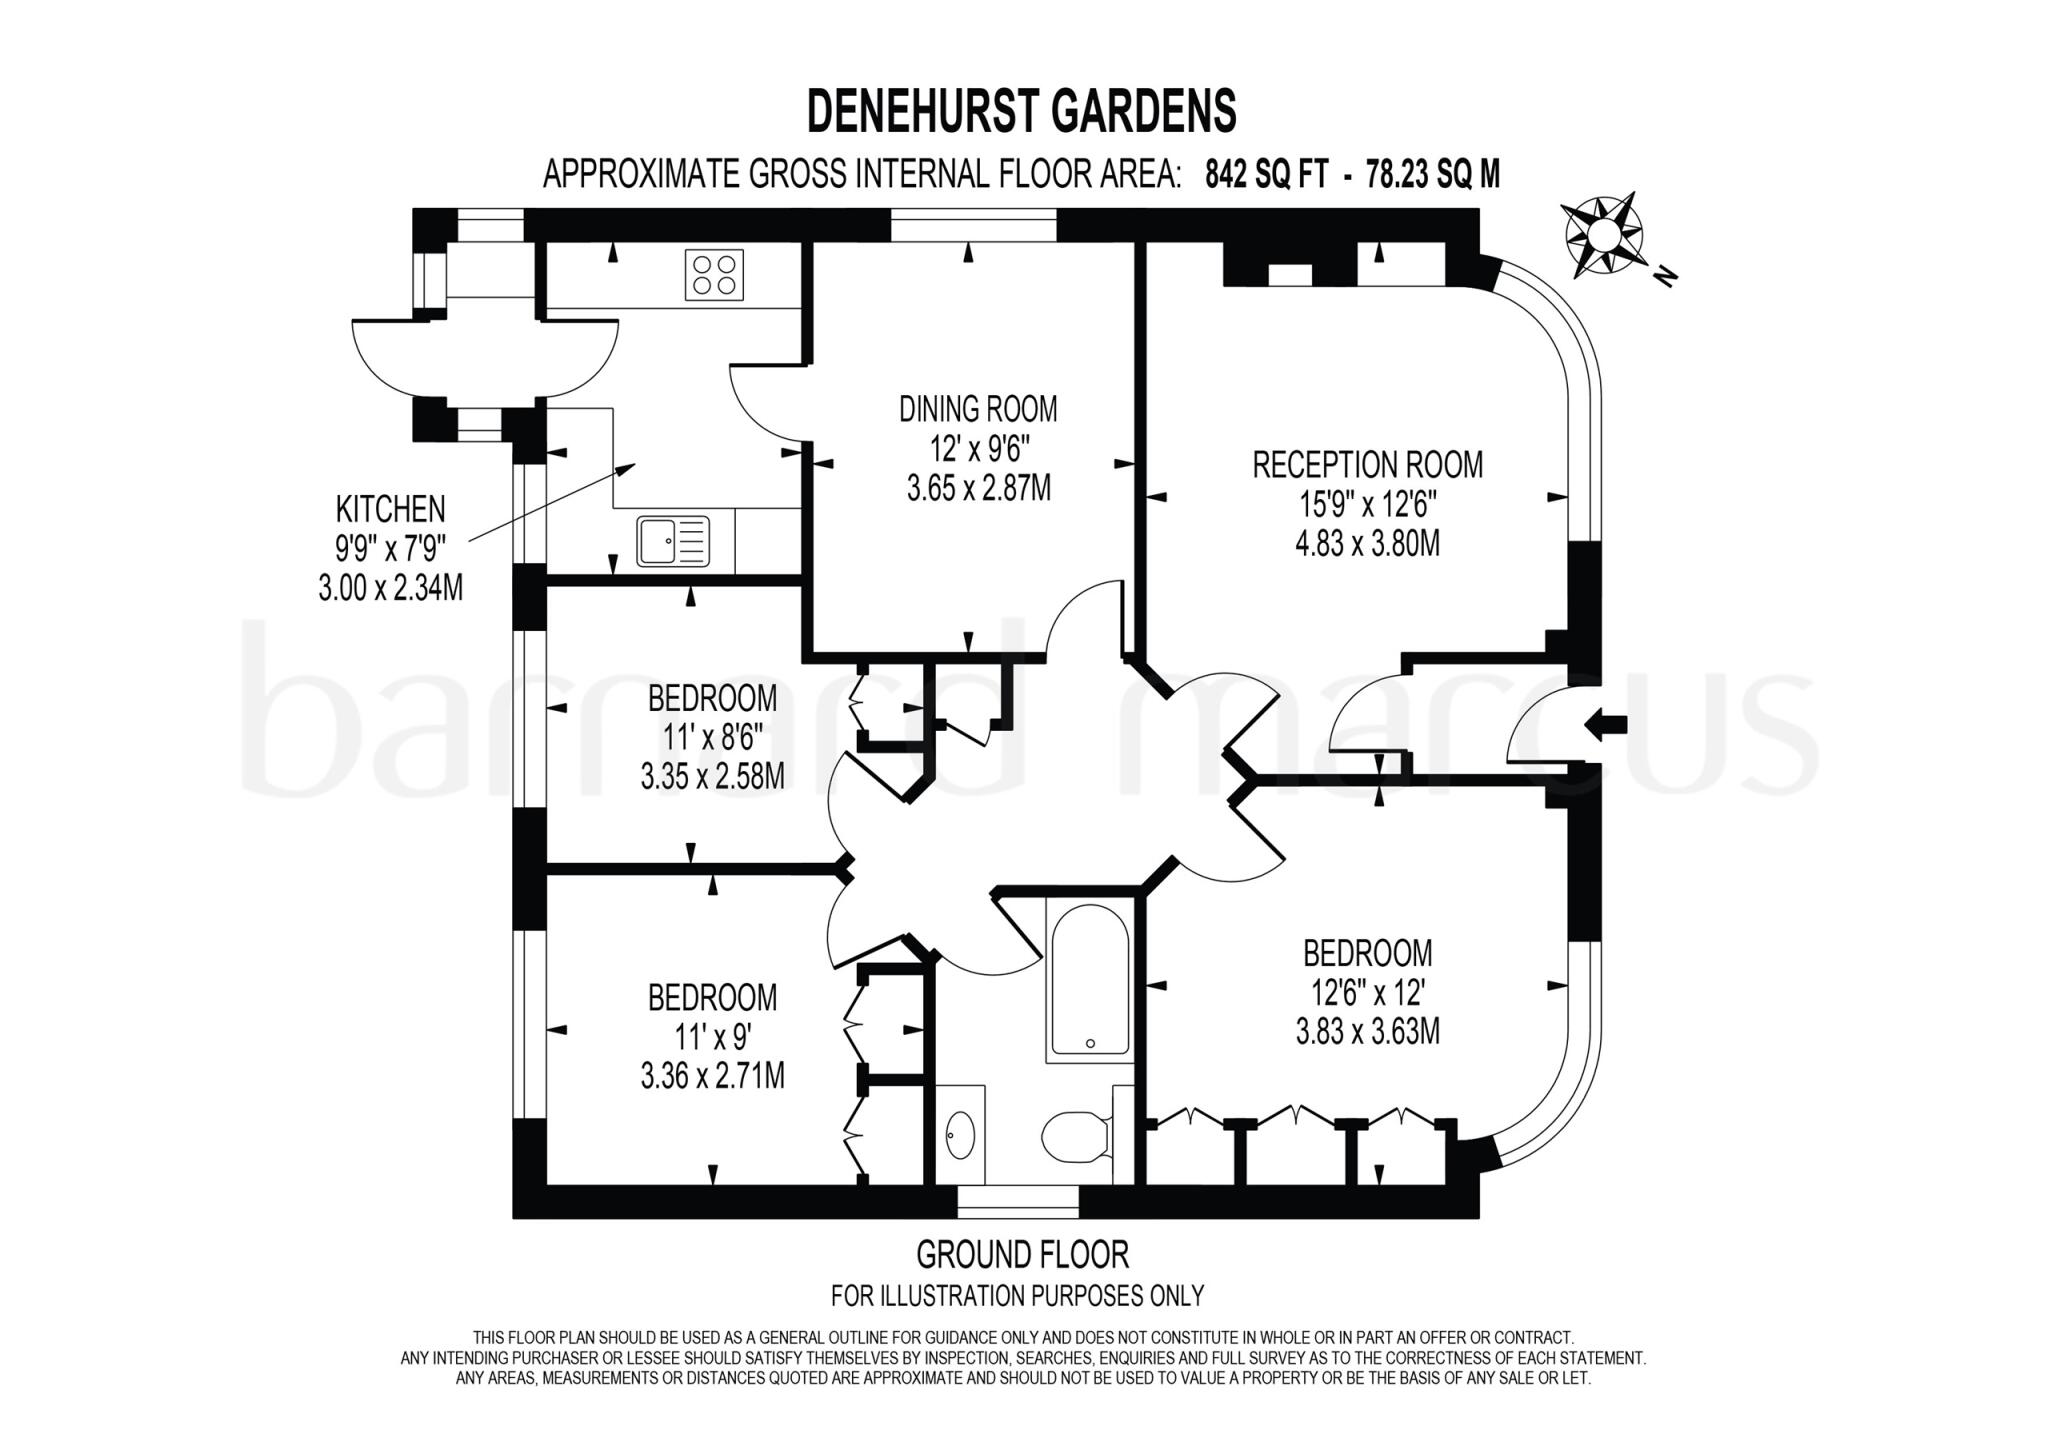 DENEHURST GARDENS
APPROXIMATE GROSS INTERNAL FLOOR AREA: 842 SQ FT - 78.23 SQ M
N
DINING ROOM
12' x 9'6"
3.65 x 2.87M
RECEPTION ROOM
15'9" x 12'6"
4.83 x 3.80M
KITCHEN
9'9" x 7'9"
3.00 x 2.34M
barnard marcus
BEDROOM
11' x 8'6"
3.35 x 2.58M
BEDROOM
12'6" x 12'
3.83 x 3.63M
BEDROOM
11' x 9'
3.36 x 2.71M
GROUND FLOOR
FOR ILLUSTRATION PURPOSES ONLY
THIS FLOOR PLAN SHOULD BE USED AS A GENERAL OUTLINE FOR GUIDANCE ONLY AND DOES NOT CONSTITUTE IN WHOLE OR IN PART AN OFFER OR CONTRACT.
ANY INTENDING PURCHASER OR LESSEE SHOULD SATISFY THEMSELVES BY INSPECTION, SEARCHES, ENQUIRIES AND FULL SURVEY AS TO THE CORRECTNESS OF EACH STATEMENT.
ANY AREAS, MEASUREMENTS OR DISTANCES QUOTED ARE APPROXIMATE AND SHOULD NOT BE USED TO VALUE A PROPERTY OR BE THE BASIS OF ANY SALE OR LET.